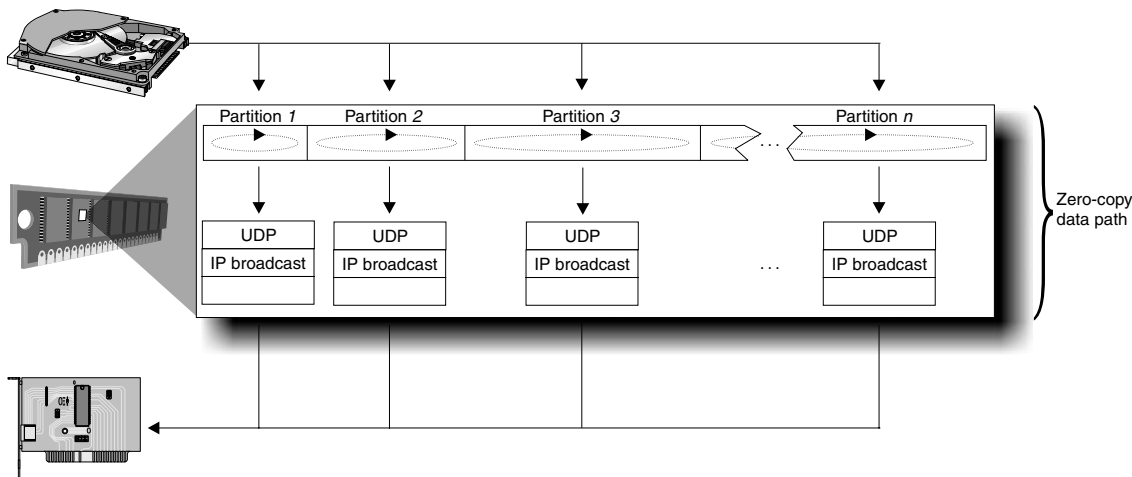 Partition 1 Partition 2 Partition 3 Partition n
...
UDP UDP UDP UDP
IP broadcast IP broadcast IP broadcast ... IP broadcast
Zero-copy
data path